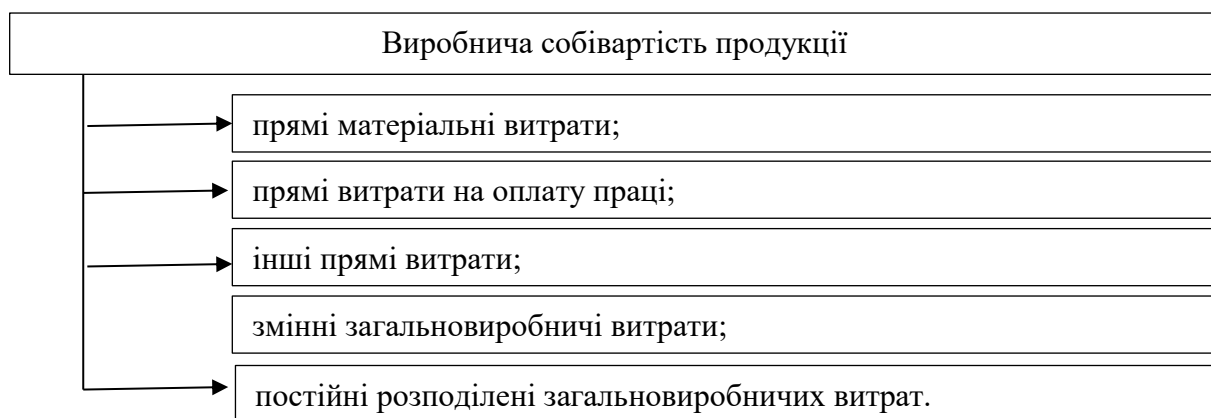 Виробнича собівартість продукції
прямі матеріальні витрати;
прямі витрати на оплату праці;
інші прямі витрати;
змінні загальновиробничі витрати;
постійні розподілені загальновиробничих витрат.